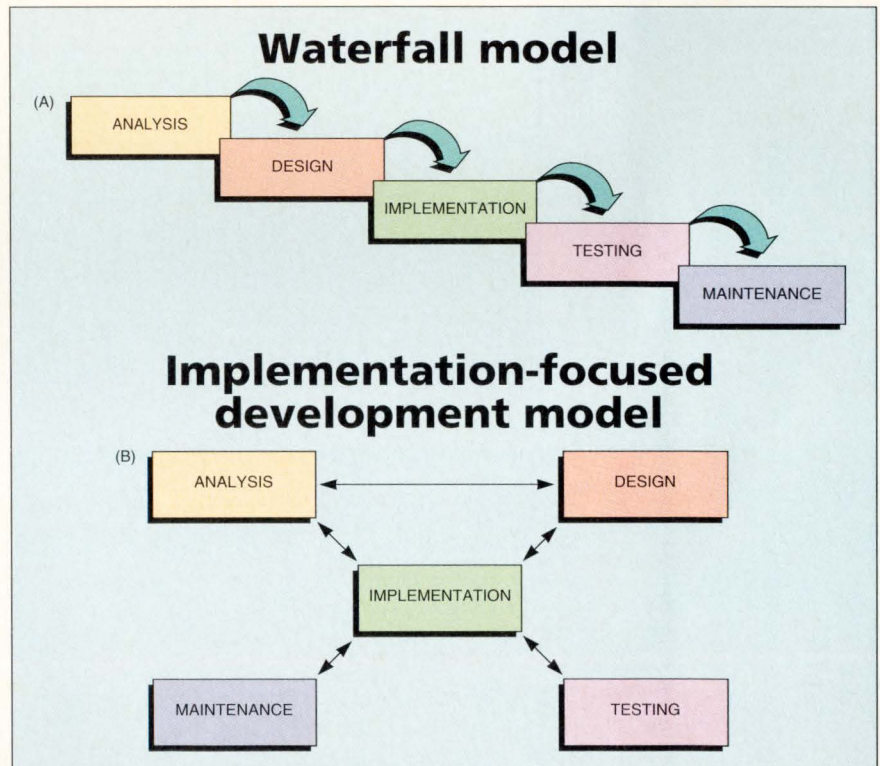 Waterfall model
(A)
ANALYSIS
DESIGN
IMPLEMENTATION
TESTING
MAINTENANCE
Implementation-focused
development model
(B)
ANALYSIS
DESIGN
IMPLEMENTATION
MAINTENANCE
TESTING